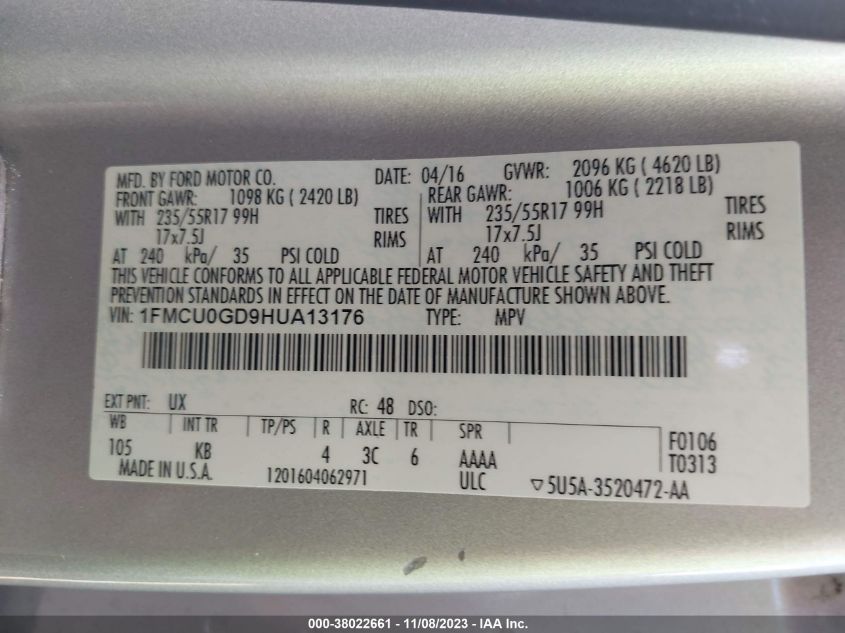 MFD. BY FORD MOTOR CO. DATE: 04/16 GVWR: 2096 KG ( 4620 LB)
FRONT GAWR: 1098 KG ( 2420 LB) REAR GAWR: 1006 KG ( 2218 LB)
WITH 235/55R17 99H TIRES WITH 235/55R17 99H TIRES
17x7.5J RIMS 17x7.5J RIMS
AT 240 kPa/ 35 PSI COLD AT 240 kPa/ 35 PSI COLD
THIS VEHICLE CONFORMS TO ALL APPLICABLE FEDERAL MOTOR VEHICLE SAFETY AND THEFT
PREVENTION STANDARDS IN EFFECT ON THE DATE OF MANUFACTURE SHOWN ABOVE.
VIN: 1FMCU0GD9HUA13176 TYPE: MPV
EXT PNT: UX RC: 48 DSO:
WB INT TR TP/PS R AXLE TR SPR F0106
105 KB 4 3C 6 AAAA T0313
MADE IN U.S.A. 1201604062971 ULC ▽5U5A-3520472-AA
000-38022661 - 11/08/2023 - IAA Inc.